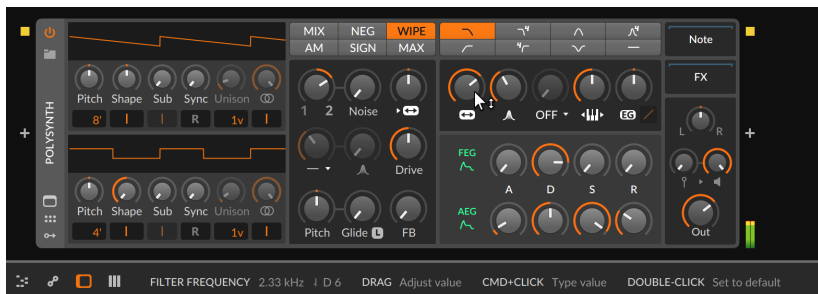 POLYSYNTH
Pitch Shape Sub Sync Unison
8' R 1v
Pitch Shape Sub Sync Unison
4' R 1v
MIX NEG WIPE
AM SIGN MAX
1 2 Noise
Drive
Pitch Glide L FB
OFF EG
FEG
A D S R
AEG
Note
FX
L R
Out
FILTER FREQUENCY 2.33 kHz D 6 DRAG Adjust value CMD+CLICK Type value DOUBLE-CLICK Set to default